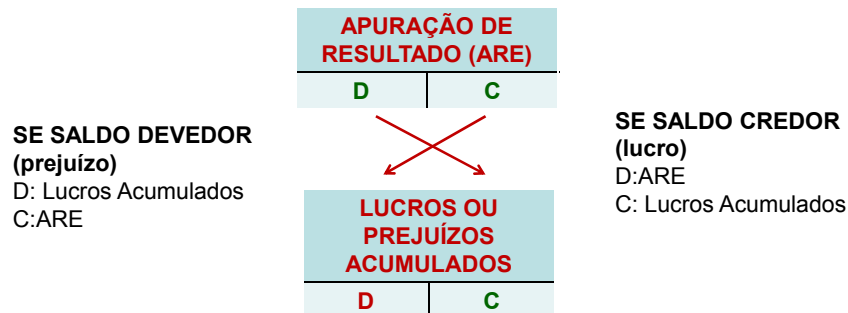 APURAÇÃO DE
RESULTADO (ARE)
D C
SE SALDO DEVEDOR
(prejuízo)
D: Lucros Acumulados
C:ARE
SE SALDO CREDOR
(lucro)
D:ARE
C: Lucros Acumulados
LUCROS OU
PREJUÍZOS
ACUMULADOS
D C